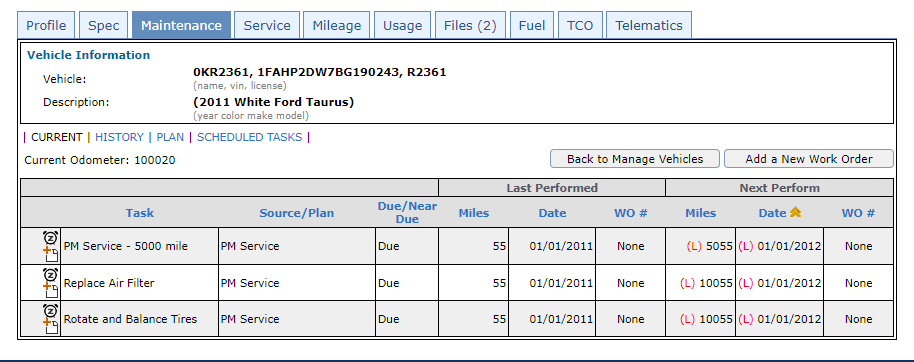 Profile Spec Maintenance Service Mileage Usage Files (2) Fuel TCO Telematics
Vehicle Information
Vehicle: 0KR2361, 1FAHP2DW7BG190243, R2361
(name, vin, license)
Description: (2011 White Ford Taurus)
(year color make model)
| CURRENT | HISTORY | PLAN | SCHEDULED TASKS |
Current Odometer: 100020 Back to Manage Vehicles Add a New Work Order
Last Performed Next Perform
Task Source/Plan Due/Near Due Miles Date WO # Miles Date WO #
PM Service - 5000 mile PM Service Due 55 01/01/2011 None (L) 5055 (L) 01/01/2012 None
Replace Air Filter PM Service Due 55 01/01/2011 None (L) 10055 (L) 01/01/2012 None
Rotate and Balance Tires PM Service Due 55 01/01/2011 None (L) 10055 (L) 01/01/2012 None